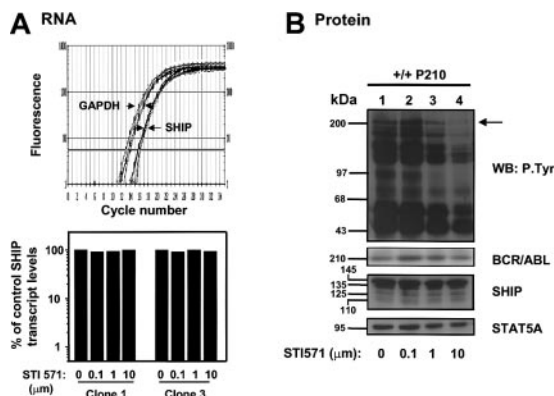 A RNA
Fluorescence
GAPDH
SHIP
Cycle number
% of control SHIP
transcript levels
100
10
1
STI 571: 0 0.1 1 10 0 0.1 1 10
(μm) Clone 1 Clone 3
B Protein
+/+ P210
kDa 1 2 3 4
200
97
68
43
WB: P.Tyr
210
BCR/ABL
145
135
125
110
SHIP
95
STAT5A
STI571 (μm): 0 0.1 1 10